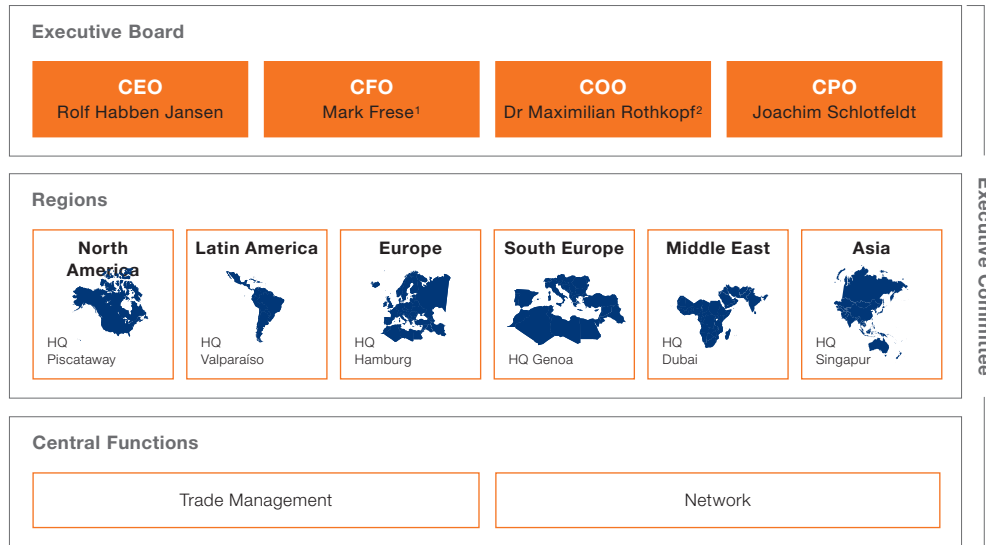 Executive Board
CEO
Rolf Habben Jansen
CFO
Mark Frese¹
COO
Dr Maximilian Rothkopf²
CPO
Joachim Schlotfeldt
Executive Committee
Regions
North
America
HQ
Piscataway
Latin America
HQ
Valparaíso
Europe
HQ
Hamburg
South Europe
HQ Genoa
Middle East
HQ
Dubai
Asia
HQ
Singapur
Central Functions
Trade Management
Network